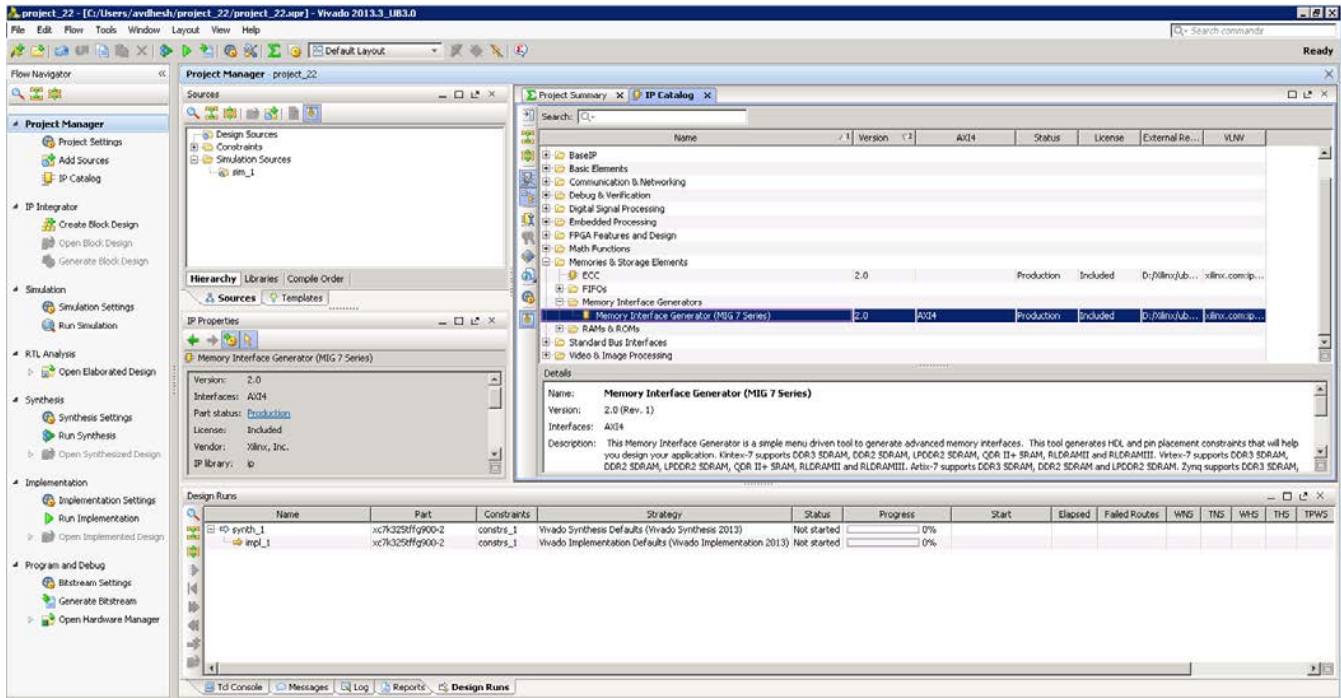 project_22 - [C:/Users/avdhesh/project_22/project_22.xpr] - Vivado 2013.3_UB3.0
File Edit Flow Tools Window Layout View Help
Q- Search commands
Default Layout
Ready
Flow Navigator
Project Manager
Project Settings
Add Sources
IP Catalog
IP Integrator
Create Block Design
Open Block Design
Generate Block Design
Simulation
Simulation Settings
Run Simulation
RTL Analysis
Open Elaborated Design
Synthesis
Synthesis Settings
Run Synthesis
Open Synthesized Design
Implementation
Implementation Settings
Run Implementation
Open Implemented Design
Program and Debug
Bitstream Settings
Generate Bitstream
Open Hardware Manager
Project Manager - project_22
Sources
Design Sources
Constraints
Simulation Sources
sim_1
Hierarchy Libraries Compile Order
Sources Templates
IP Properties
Memory Interface Generator (MIG 7 Series)
Version: 2.0
Interfaces: AXI4
Part status: Production
License: Included
Vendor: Xilinx, Inc.
IP library: ip
Project Summary IP Catalog
Search: Q-
Name Version AXI4 Status License External Re... VLNV
BaseIP
Basic Elements
Communication & Networking
Debug & Verification
Digital Signal Processing
Embedded Processing
FPGA Features and Design
Math Functions
Memories & Storage Elements
ECC 2.0 Production Included D:/Xilinx/ub... xilinx.com:ip...
FIFOs
Memory Interface Generators
Memory Interface Generator (MIG 7 Series) 2.0 AXI4 Production Included D:/Xilinx/ub... xilinx.com:ip...
RAMs & ROMs
Standard Bus Interfaces
Video & Image Processing
Details
Name: Memory Interface Generator (MIG 7 Series)
Version: 2.0 (Rev. 1)
Interfaces: AXI4
Description: This Memory Interface Generator is a simple menu driven tool to generate advanced memory interfaces. This tool generates HDL and pin placement constraints that will help
you design your application. Kintex-7 supports DDR3 SDRAM, DDR2 SDRAM, LPDDR2 SDRAM, QDR II+ SRAM, RLDRAMII and RLDRAMIII. Virtex-7 supports DDR3 SDRAM,
DDR2 SDRAM, LPDDR2 SDRAM, QDR II+ SRAM, RLDRAMII and RLDRAMIII. Artix-7 supports DDR3 SDRAM, DDR2 SDRAM and LPDDR2 SDRAM. Zynq supports DDR3 SDRAM,
Design Runs
Name Part Constraints Strategy Status Progress Start Elapsed Failed Routes WNS TNS WHS THS TPWS
synth_1 xc7k325tffg900-2 constrs_1 Vivado Synthesis Defaults (Vivado Synthesis 2013) Not started 0%
impl_1 xc7k325tffg900-2 constrs_1 Vivado Implementation Defaults (Vivado Implementation 2013) Not started 0%
Tcl Console Messages Log Reports Design Runs